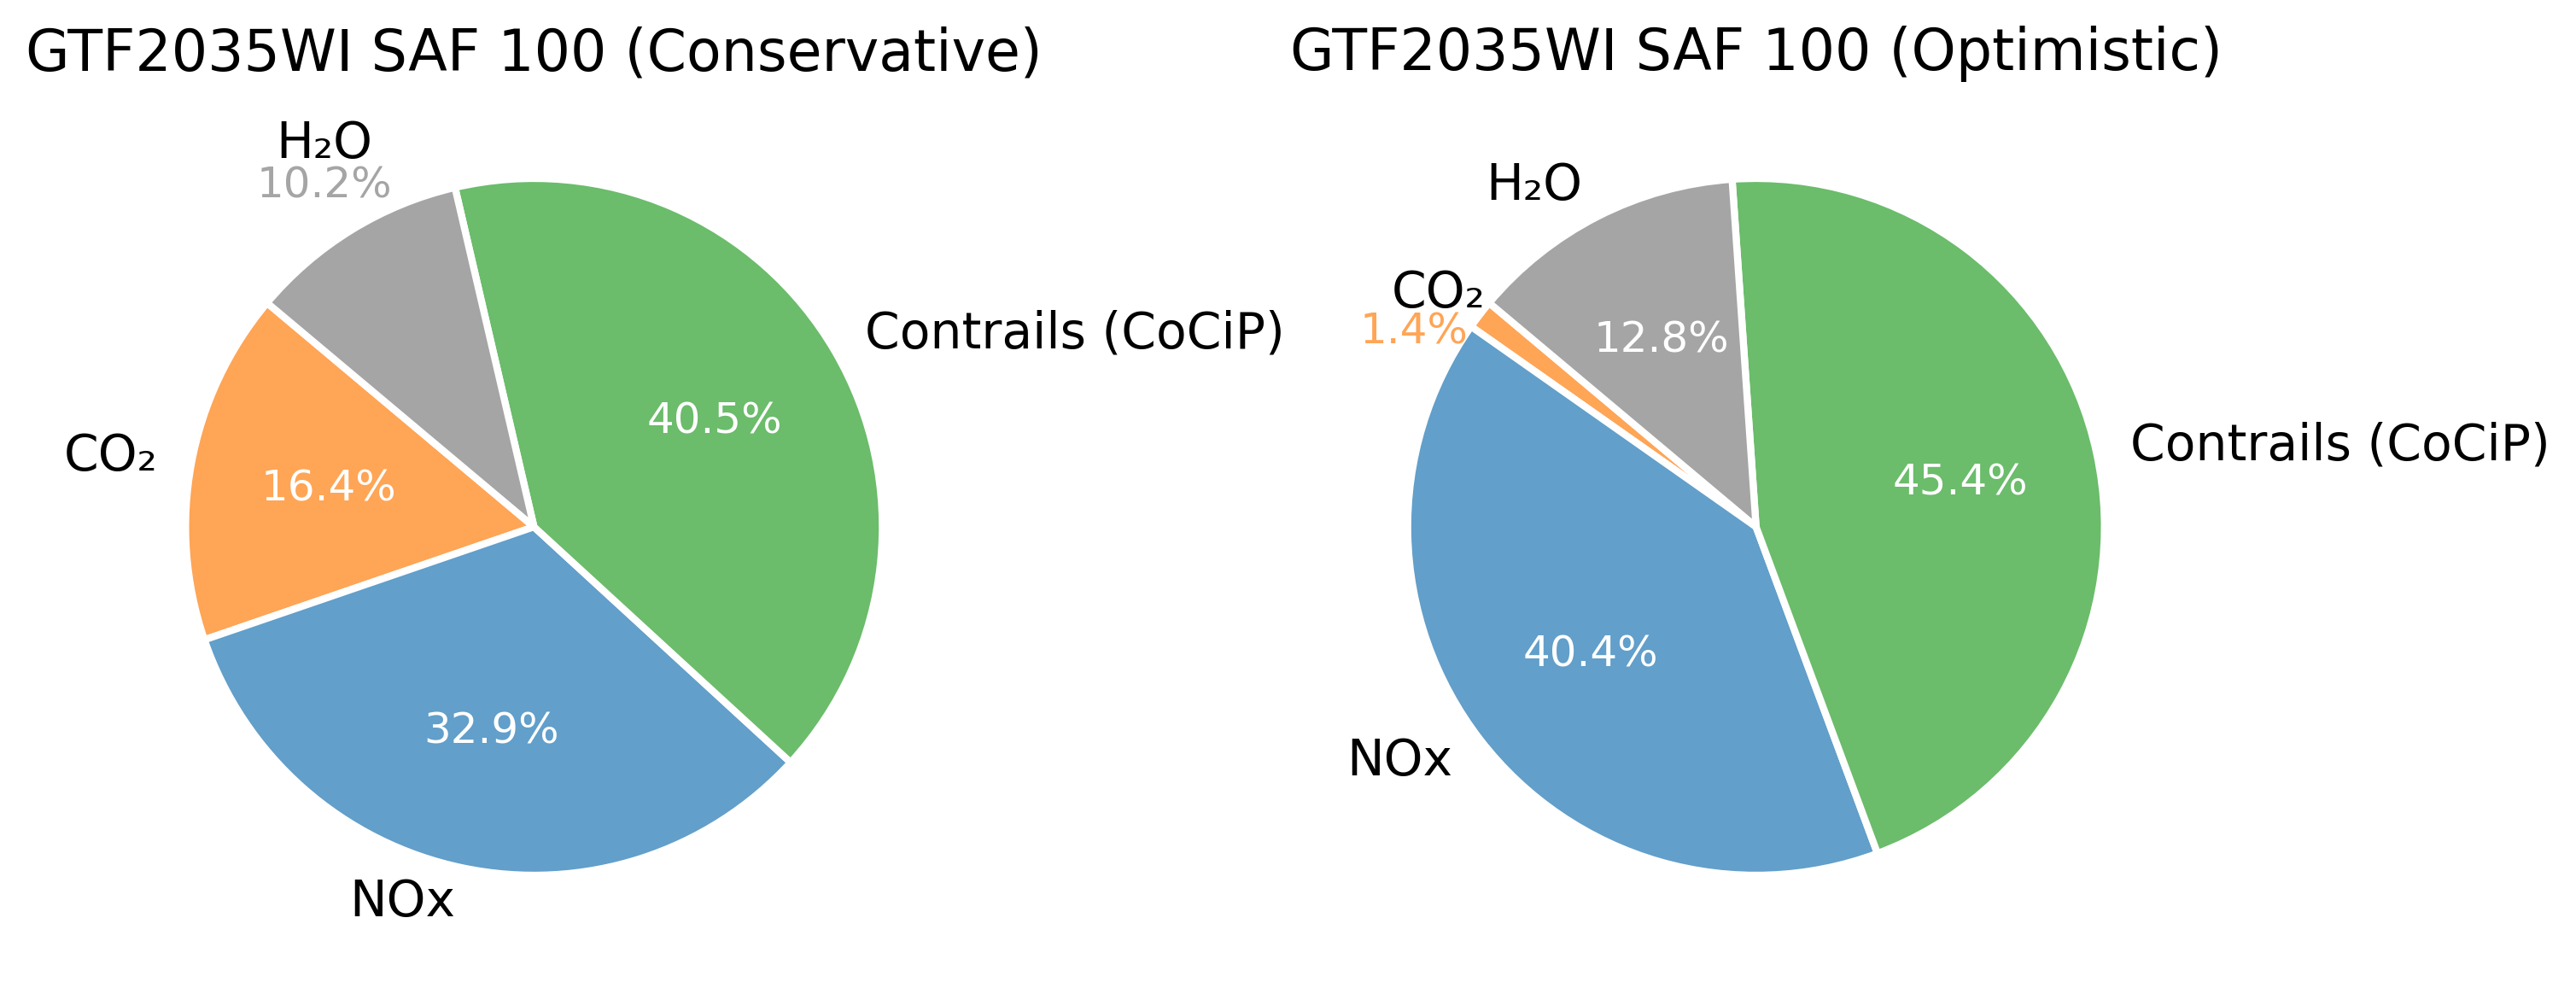 GTF2035WI SAF 100 (Conservative)
H₂O
10.2%
Contrails (CoCiP)
40.5%
CO₂
16.4%
32.9%
NOx
GTF2035WI SAF 100 (Optimistic)
H₂O
CO₂
1.4%
12.8%
Contrails (CoCiP)
45.4%
40.4%
NOx